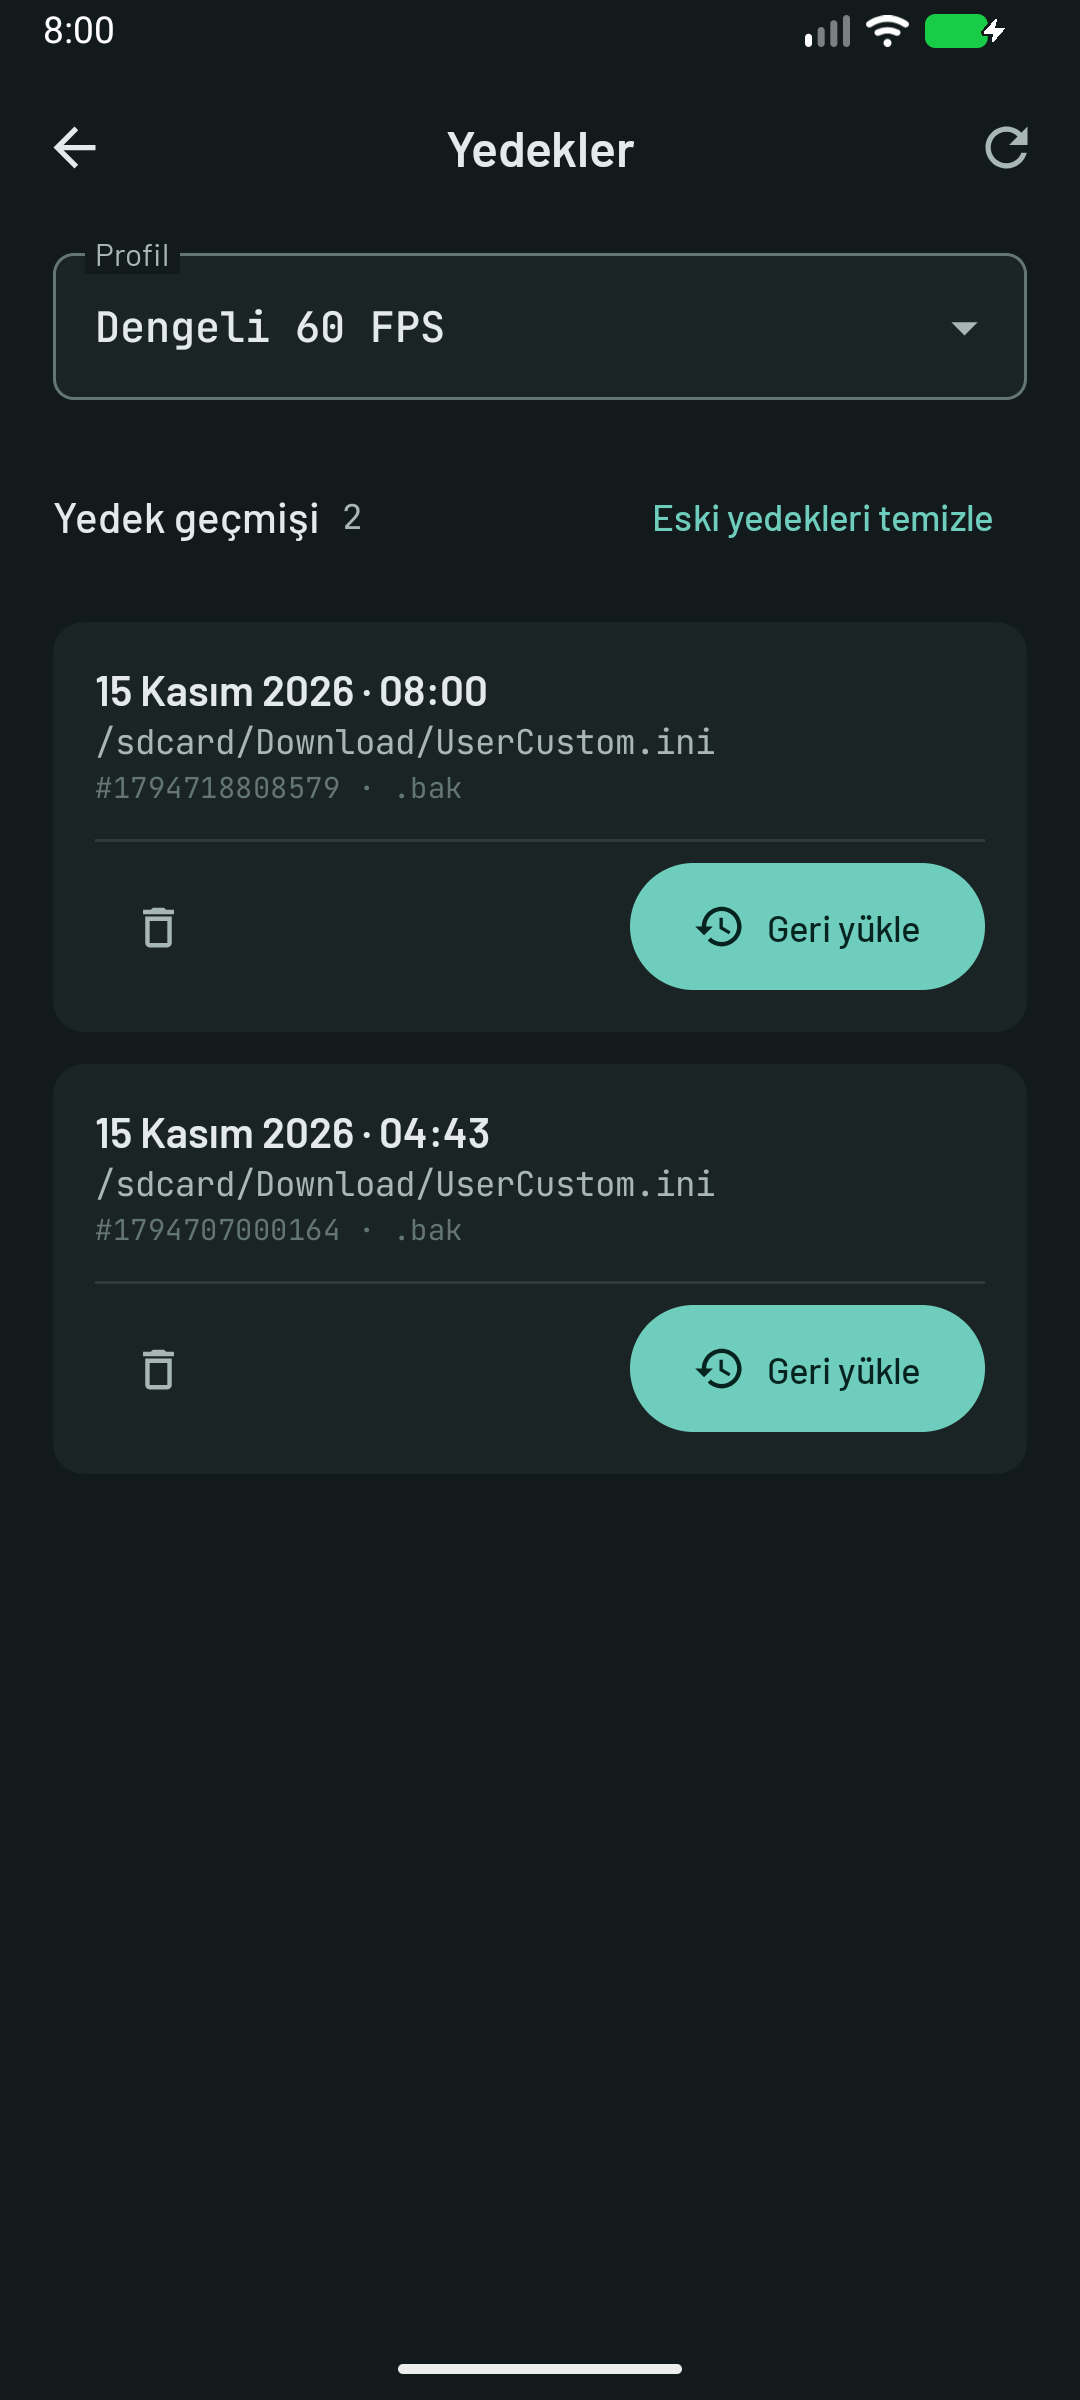 8:00
Yedekler
Profil
Dengeli 60 FPS
Yedek geçmişi 2
Eski yedekleri temizle
15 Kasım 2026 · 08:00
/sdcard/Download/UserCustom.ini
#1794718808579 · .bak
Geri yükle
15 Kasım 2026 · 04:43
/sdcard/Download/UserCustom.ini
#1794707000164 · .bak
Geri yükle